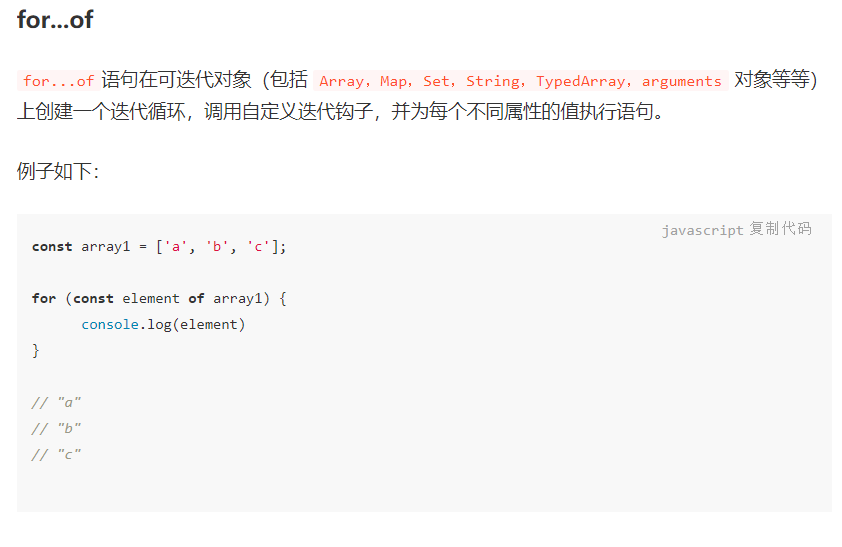 for...of
for...of 语句在可迭代对象（包括 Array，Map，Set，String，TypedArray，arguments 对象等等）
上创建一个迭代循环，调用自定义迭代钩子，并为每个不同属性的值执行语句。
例子如下：
javascript 复制代码
const array1 = ['a', 'b', 'c'];
for (const element of array1) {
console.log(element)
}
// "a"
// "b"
// "c"